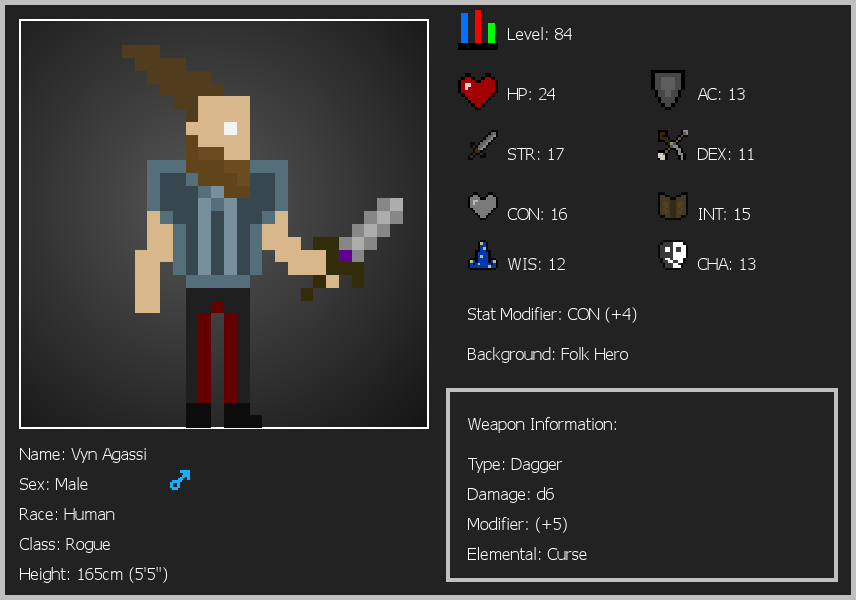 Level: 84
HP: 24
AC: 13
STR: 17
DEX: 11
CON: 16
INT: 15
WIS: 12
CHA: 13
Stat Modifier: CON (+4)
Background: Folk Hero
Weapon Information:
Type: Dagger
Damage: d6
Modifier: (+5)
Elemental: Curse
Name: Vyn Agassi
Sex: Male
Race: Human
Class: Rogue
Height: 165cm (5'5")